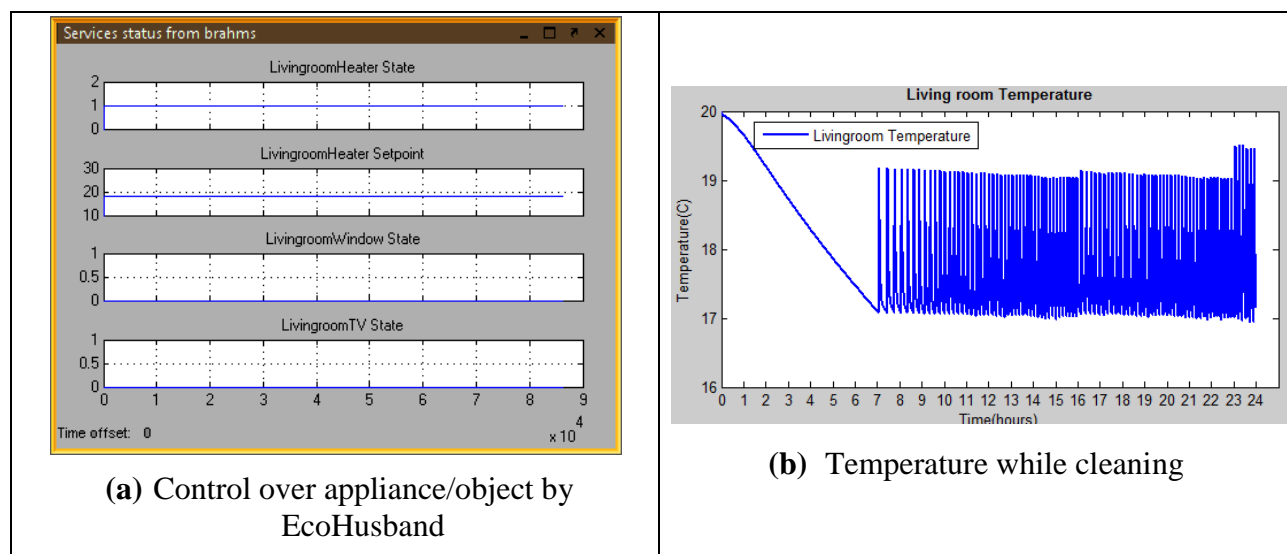 Services status from brahms
LivingroomHeater State
2
1
0
LivingroomHeater Setpoint
30
20
10
LivingroomWindow State
1
0.5
0
LivingroomTV State
1
0.5
0
0 1 2 3 4 5 6 7 8 9
x 10 4
Time offset: 0
(a) Control over appliance/object by
EcoHusband
Living room Temperature
Livingroom Temperature
20
19
18
17
16
Temperature(C)
0 1 2 3 4 5 6 7 8 9 10 11 12 13 14 15 16 17 18 19 20 21 22 23 24
Time(hours)
(b) Temperature while cleaning